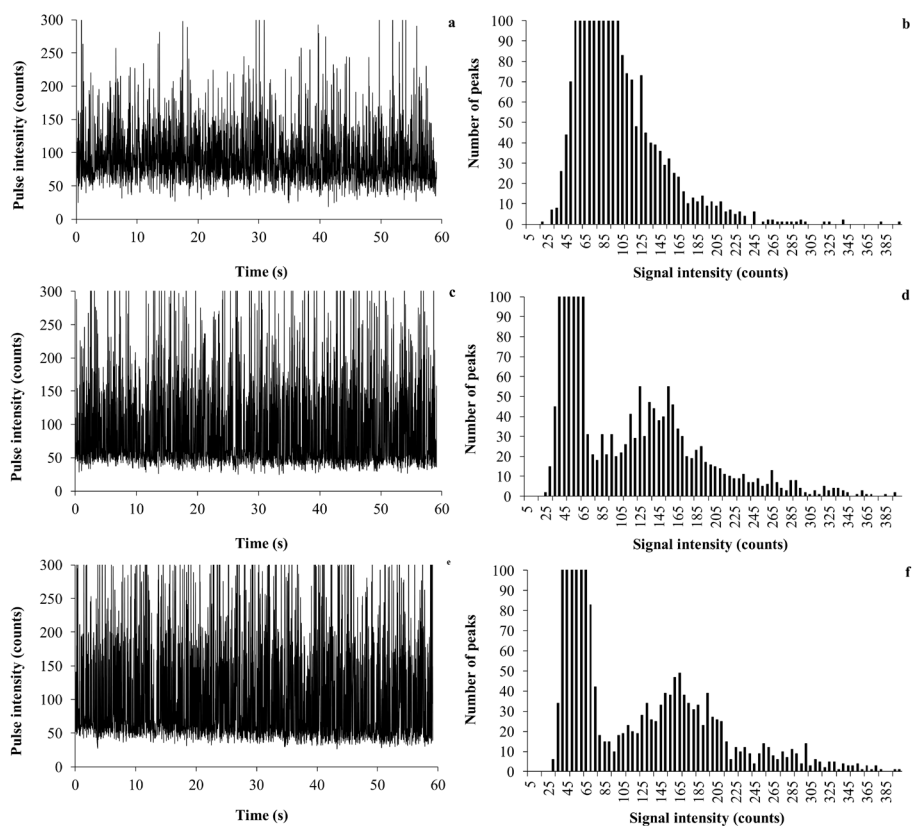 a
Pulse intesnity (counts)
300
250
200
150
100
50
0
0 10 20 30 40 50 60
Time (s)
b
Number of peaks
100
90
80
70
60
50
40
30
20
10
0
5 25 45 65 85 105 125 145 165 185 205 225 245 265 285 305 325 345 365 385
Signal intensity (counts)
c
Pulse intensity (counts)
300
250
200
150
100
50
0
0 10 20 30 40 50 60
Time (s)
d
Number of peaks
100
90
80
70
60
50
40
30
20
10
0
5 25 45 65 85 105 125 145 165 185 205 225 245 265 285 305 325 345 365 385
Signal intensity (counts)
e
Pulse intensity (counts)
300
250
200
150
100
50
0
0 10 20 30 40 50 60
Time (s)
f
Number of peaks
100
90
80
70
60
50
40
30
20
10
0
5 25 45 65 85 105 125 145 165 185 205 225 245 265 285 305 325 345 365 385
Signal intensity (counts)